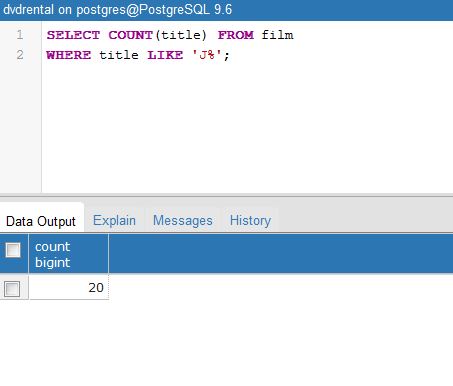 dvdrental on postgres@PostgreSQL 9.6
1 SELECT COUNT(title) FROM film
2 WHERE title LIKE 'J%';
Data Output Explain Messages History
count
bigint
20